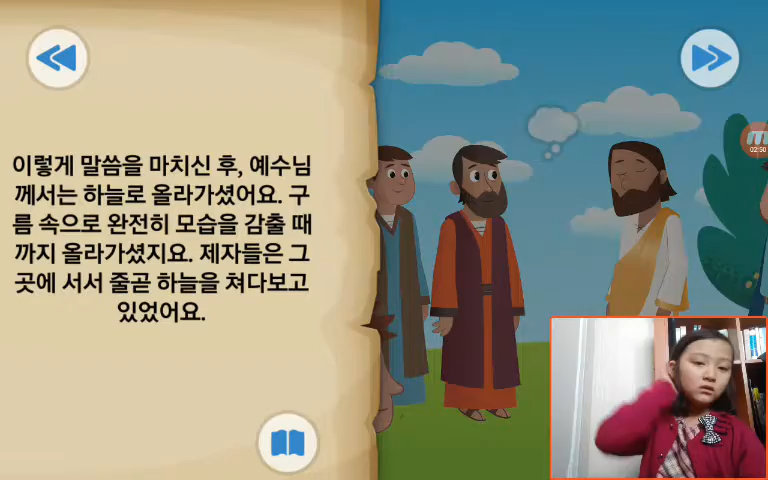 이렇게 말씀을 마치신 후, 예수님
께서는 하늘로 올라가셨어요. 구
름 속으로 완전히 모습을 감출 때
까지 올라가셨지요. 제자들은 그
곳에 서서 줄곧 하늘을 쳐다보고
있었어요.
02:50